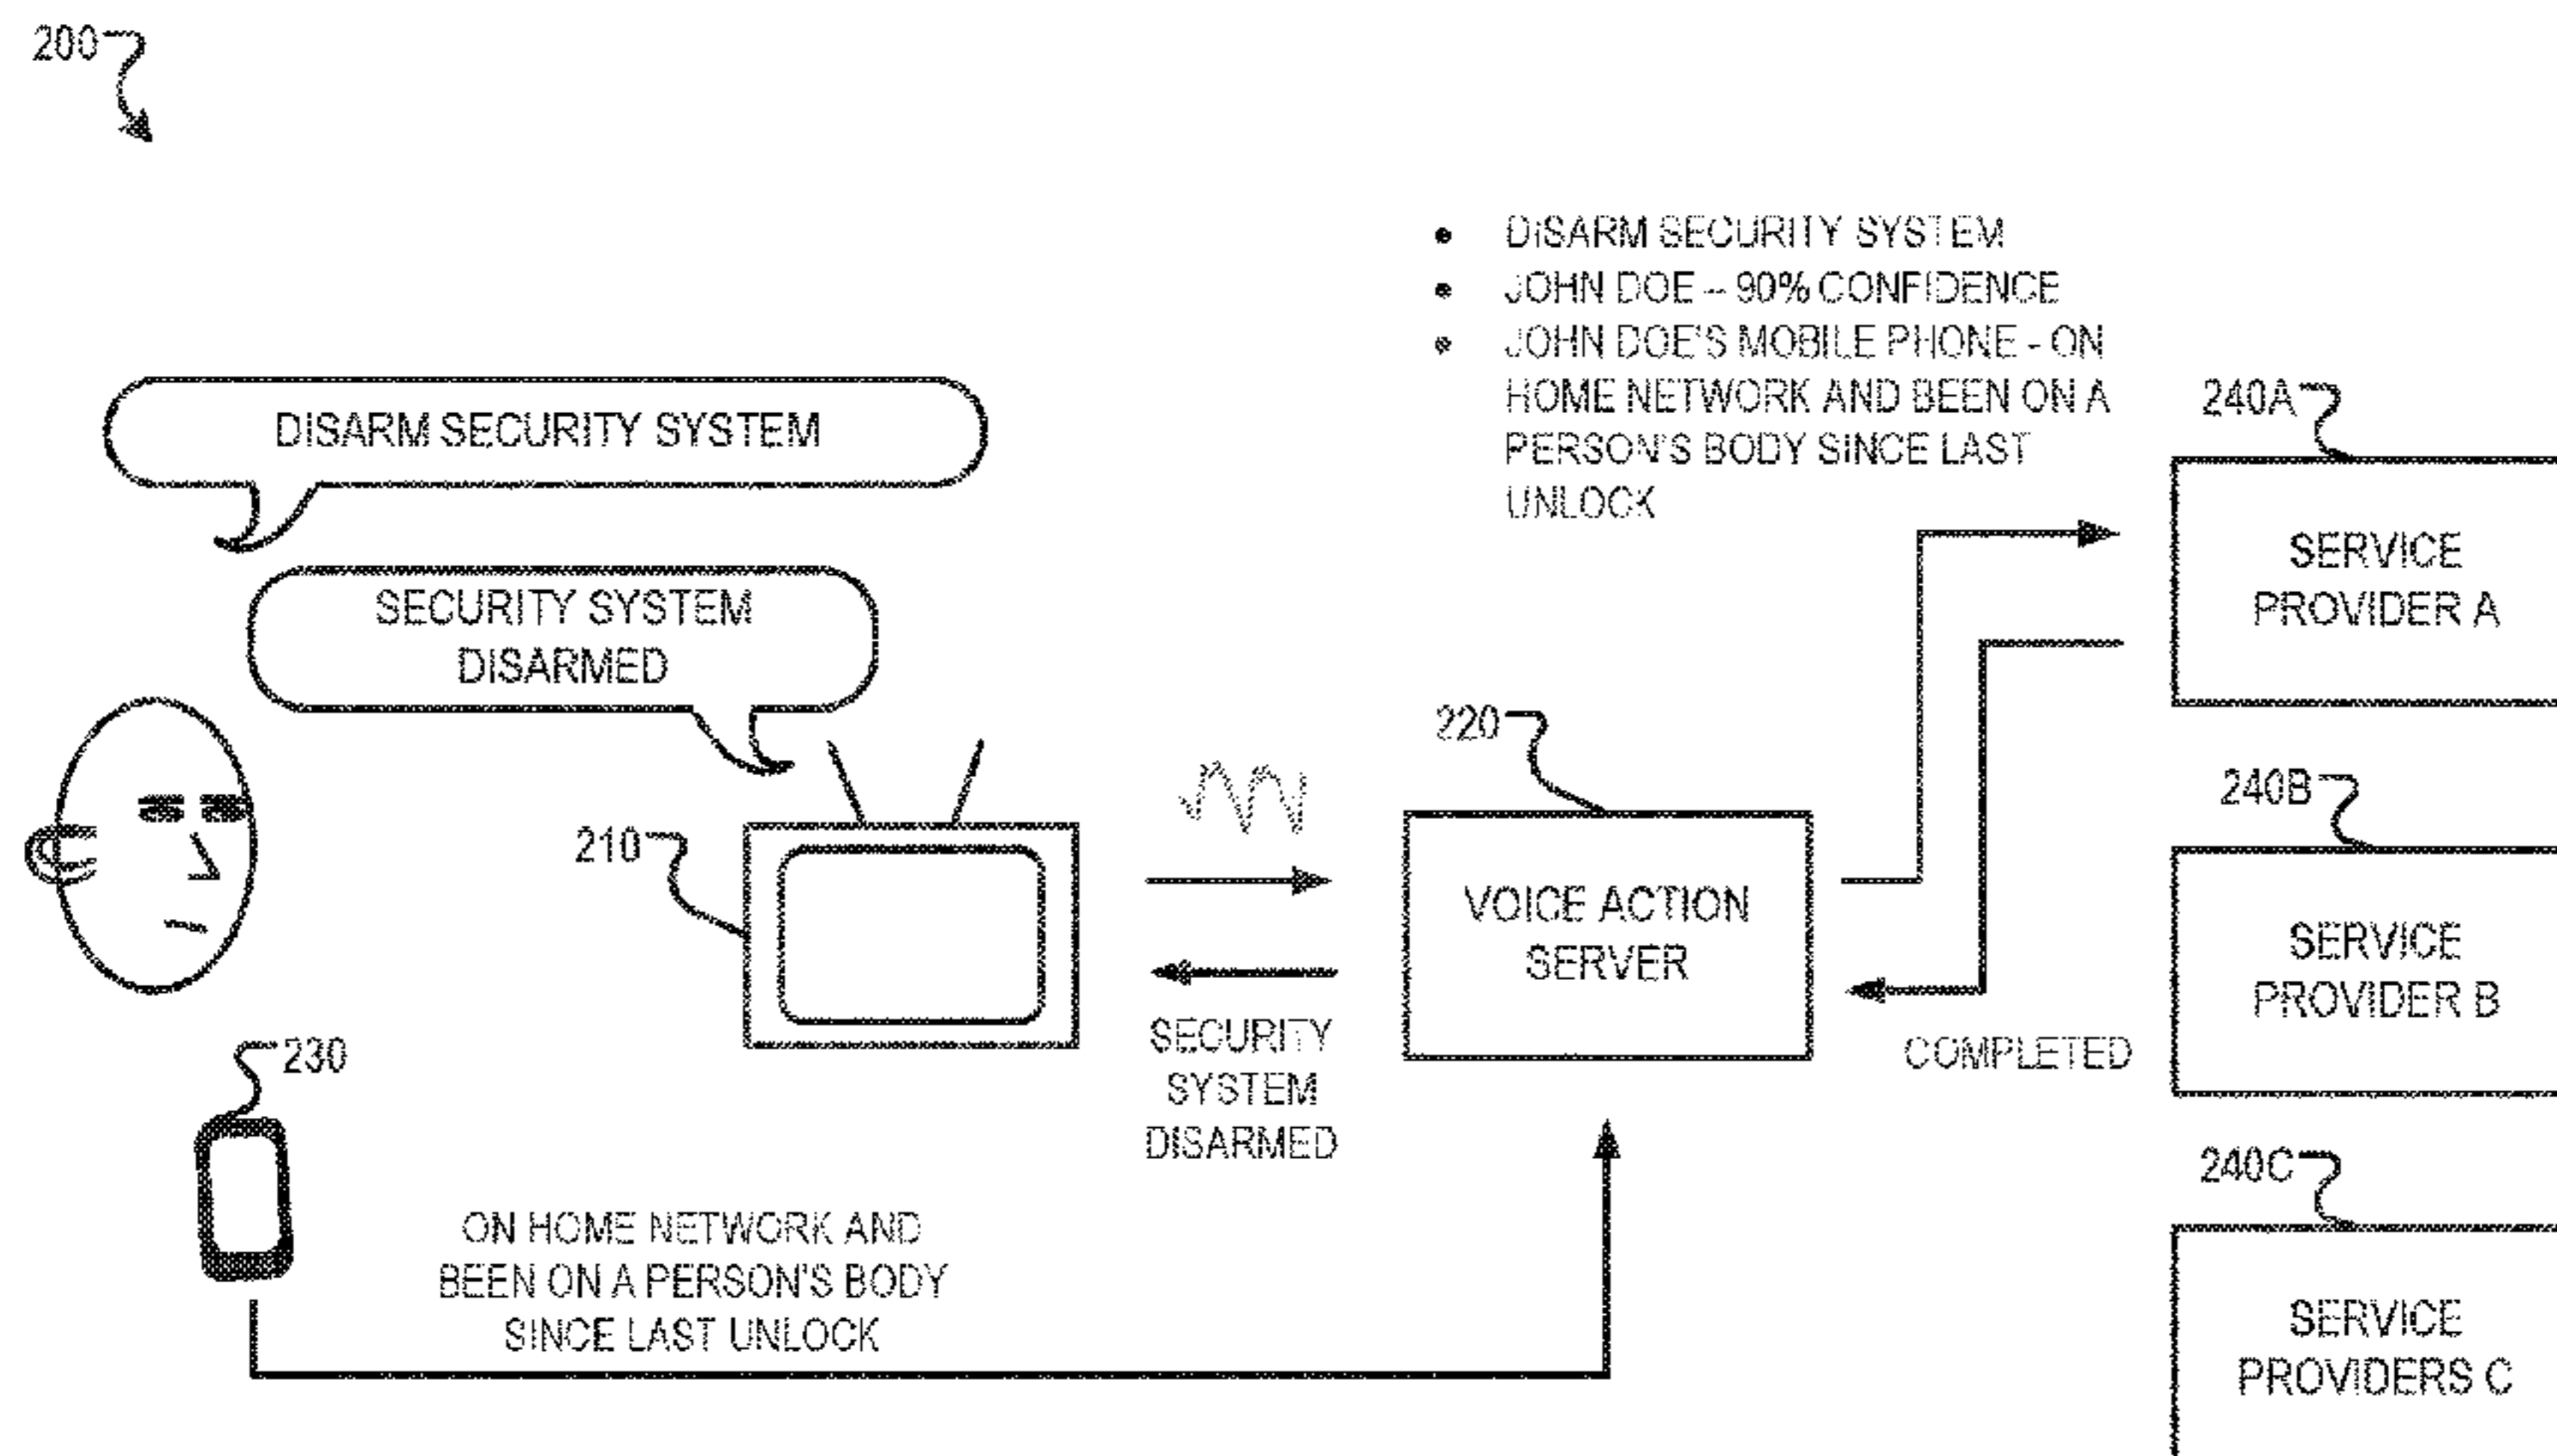 200
• DISARM SECURITY SYSTEM
• JOHN DOE – 90% CONFIDENCE
• JOHN DOE'S MOBILE PHONE - ON
HOME NETWORK AND BEEN ON A
PERSON'S BODY SINCE LAST
UNLOCK
DISARM SECURITY SYSTEM
SECURITY SYSTEM
DISARMED
210
220
VOICE ACTION
SERVER
SECURITY
SYSTEM
DISARMED
COMPLETED
230
ON HOME NETWORK AND
BEEN ON A PERSON'S BODY
SINCE LAST UNLOCK
240A
SERVICE
PROVIDER A
240B
SERVICE
PROVIDER B
240C
SERVICE
PROVIDERS C